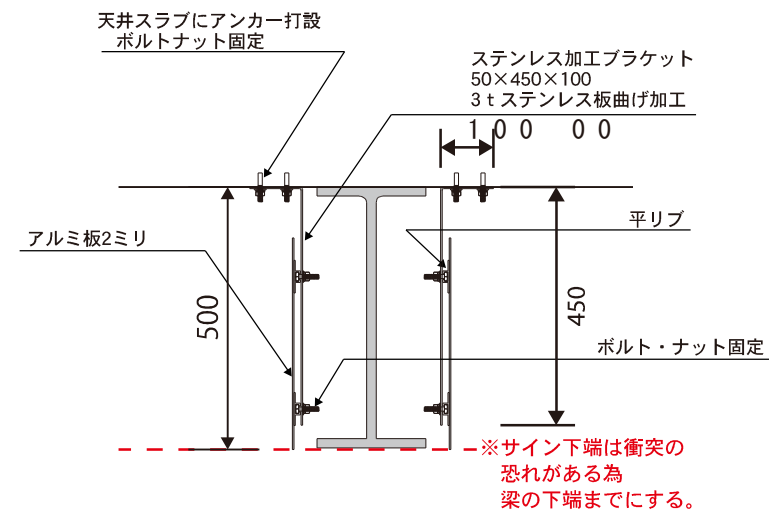 天井スラブにアンカー打設
ボルトナット固定
ステンレス加工ブラケット
50×450×100
3ｔステンレス板曲げ加工
100 00
平リブ
アルミ板2ミリ
500
450
ボルト・ナット固定
※サイン下端は衝突の
恐れがある為
梁の下端までにする。